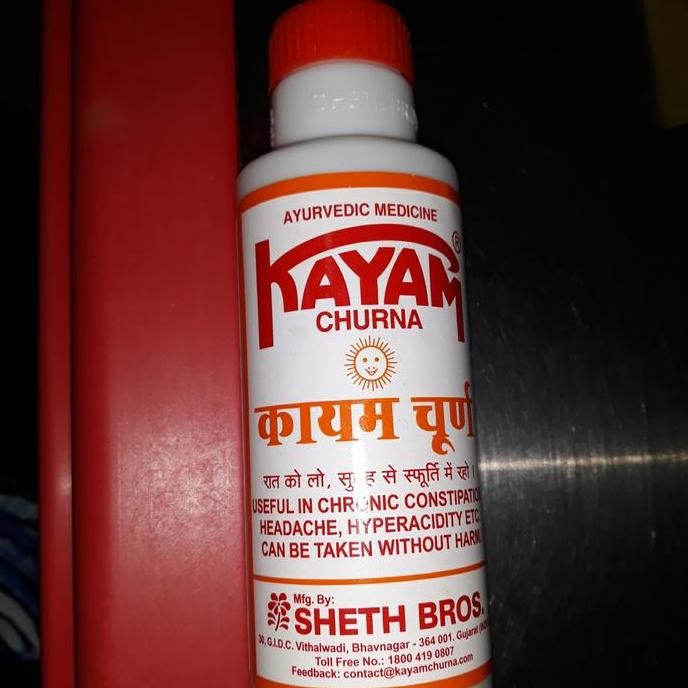 AYURVEDIC MEDICINE
KAYAM®
CHURNA
कायम चूर्ण
रात को लो, सुबह से स्फूर्ति में रहो।
USEFUL IN CHRONIC CONSTIPATION
HEADACHE, HYPERACIDITY ETC.
CAN BE TAKEN WITHOUT HARM
Mfg. By:
SHETH BROS.
36, G.I.D.C. Vithalwadi, Bhavnagar - 364 001. Gujarat
Toll Free No.: 1800 419 0807
Feedback: contact@kayamchurna.com